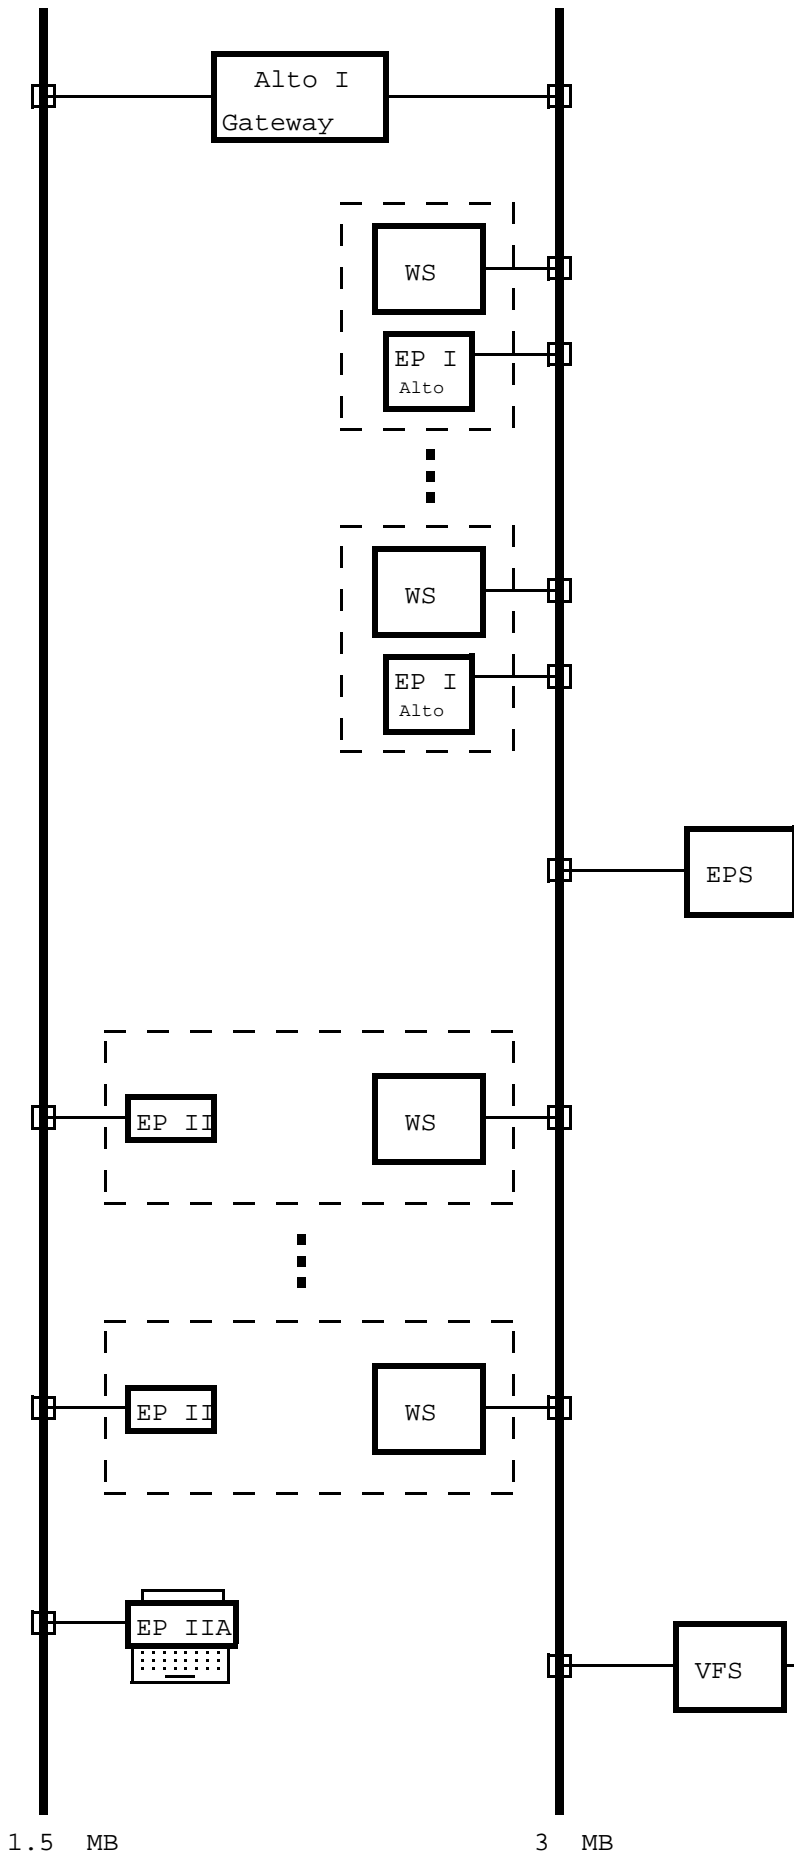 Alto I
Gateway
WS
EP I
Alto
WS
EP I
Alto
EPS
EP II
WS
EP II
WS
EP IIA
VFS
1.5 MB
3 MB